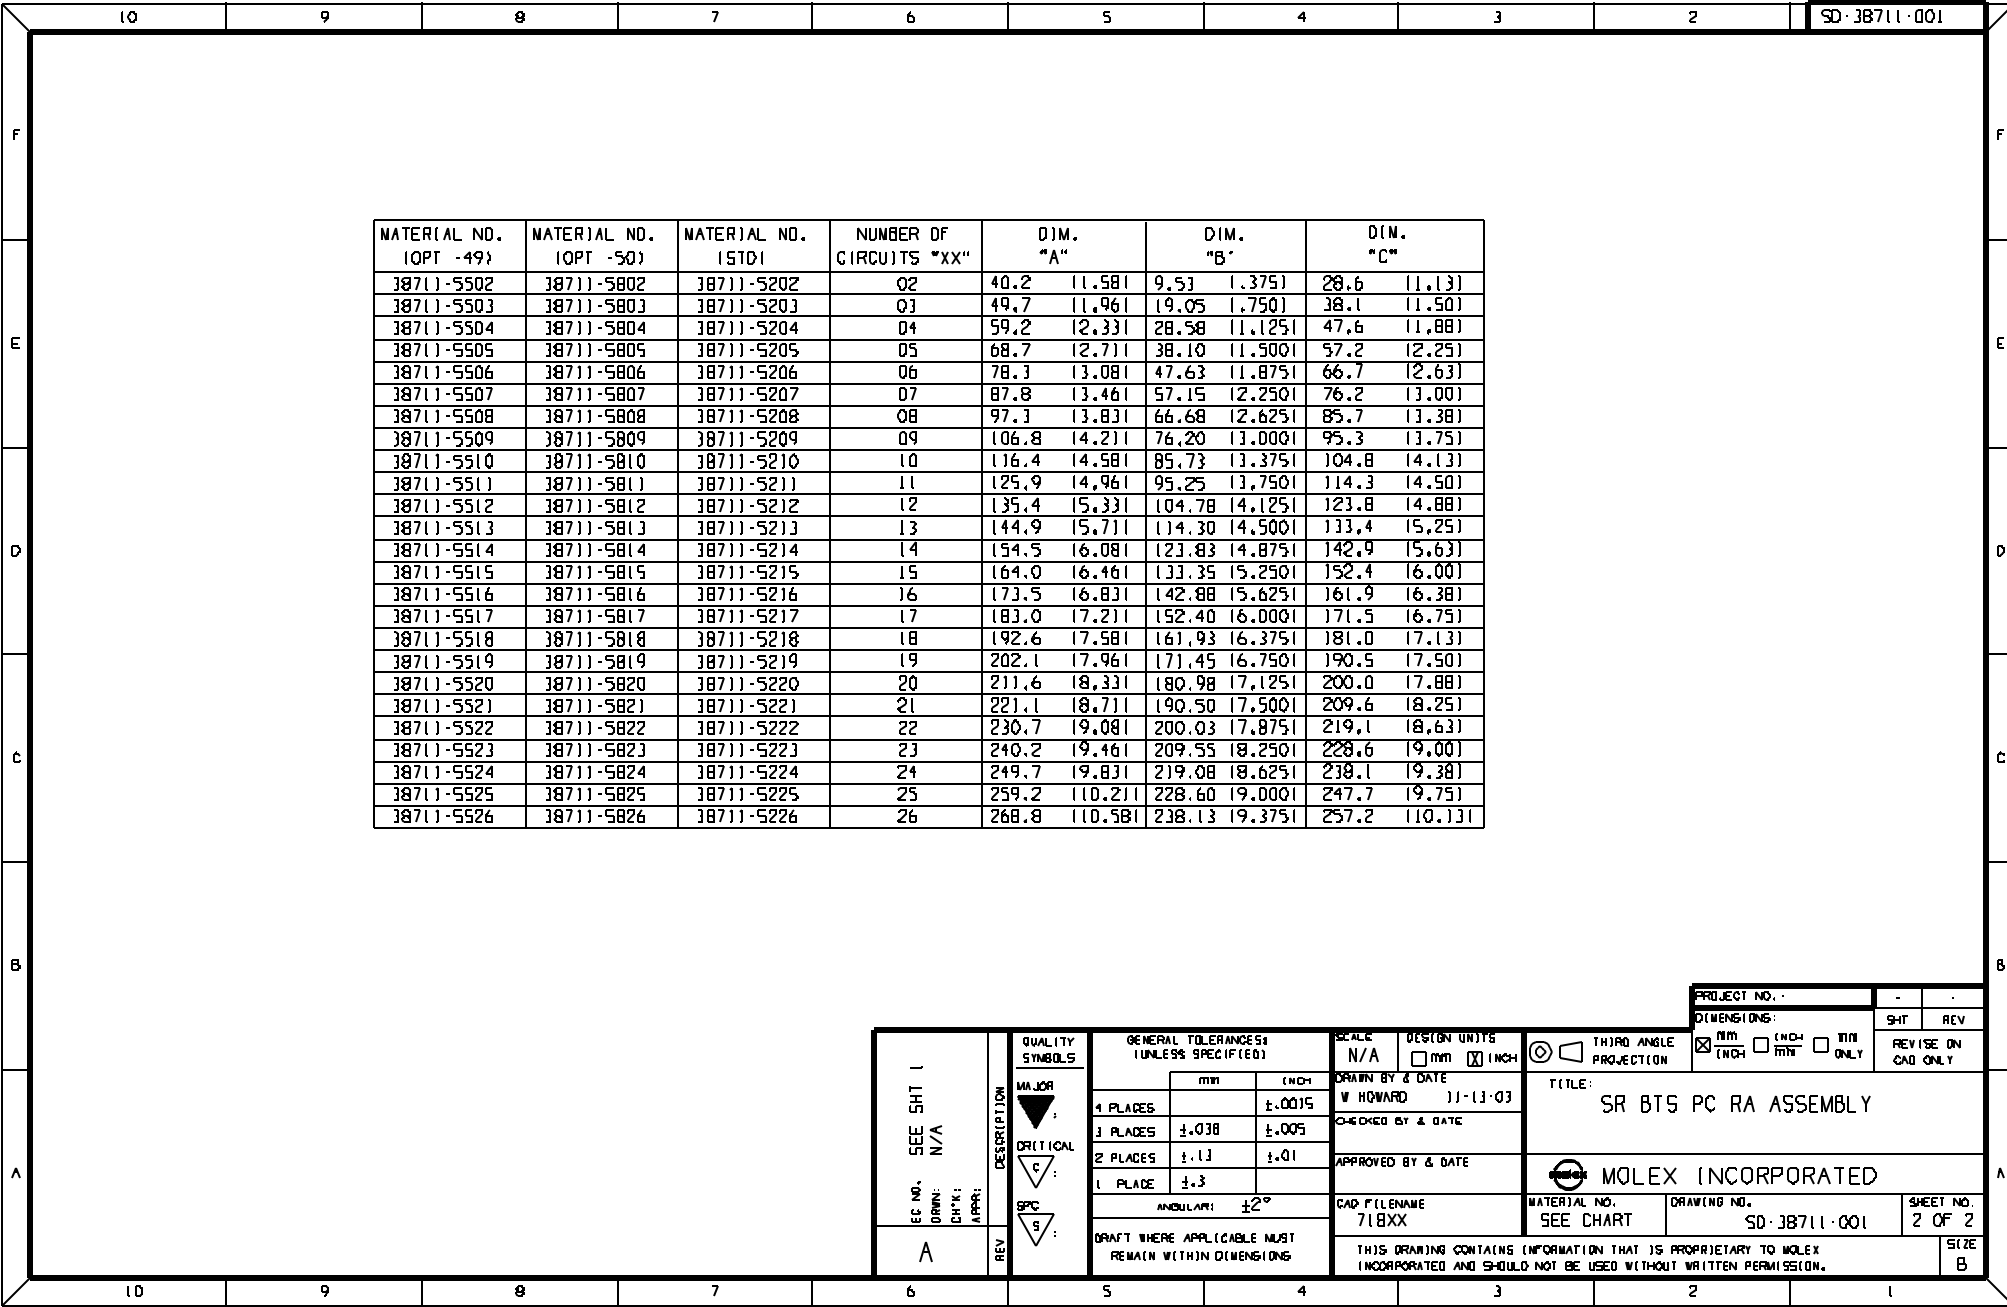 10 9 8 7 6 5 4 3 2 SD-38711-001
F F
E E
D D
C C
B B
A A
MATERIAL NO. (OPT -49) MATERIAL NO. (OPT -50) MATERIAL NO. (STD) NUMBER OF CIRCUITS "XX" DIM. "A" DIM. "B" DIM. "C"
38711-5502 38711-5802 38711-5202 02 40.2 (1.58) 9.53 (.375) 28.6 (1.13)
38711-5503 38711-5803 38711-5203 03 49.7 (1.96) 19.05 (.750) 38.1 (1.50)
38711-5504 38711-5804 38711-5204 04 59.2 (2.33) 28.58 (1.125) 47.6 (1.88)
38711-5505 38711-5805 38711-5205 05 68.7 (2.71) 38.10 (1.500) 57.2 (2.25)
38711-5506 38711-5806 38711-5206 06 78.3 (3.08) 47.63 (1.875) 66.7 (2.63)
38711-5507 38711-5807 38711-5207 07 87.8 (3.46) 57.15 (2.250) 76.2 (3.00)
38711-5508 38711-5808 38711-5208 08 97.3 (3.83) 66.68 (2.625) 85.7 (3.38)
38711-5509 38711-5809 38711-5209 09 106.8 (4.21) 76.20 (3.000) 95.3 (3.75)
38711-5510 38711-5810 38711-5210 10 116.4 (4.58) 85.73 (3.375) 104.8 (4.13)
38711-5511 38711-5811 38711-5211 11 125.9 (4.96) 95.25 (3.750) 114.3 (4.50)
38711-5512 38711-5812 38711-5212 12 135.4 (5.33) 104.78 (4.125) 123.8 (4.88)
38711-5513 38711-5813 38711-5213 13 144.9 (5.71) 114.30 (4.500) 133.4 (5.25)
38711-5514 38711-5814 38711-5214 14 154.5 (6.08) 123.83 (4.875) 142.9 (5.63)
38711-5515 38711-5815 38711-5215 15 164.0 (6.46) 133.35 (5.250) 152.4 (6.00)
38711-5516 38711-5816 38711-5216 16 173.5 (6.83) 142.88 (5.625) 161.9 (6.38)
38711-5517 38711-5817 38711-5217 17 183.0 (7.21) 152.40 (6.000) 171.5 (6.75)
38711-5518 38711-5818 38711-5218 18 192.6 (7.58) 161.93 (6.375) 181.0 (7.13)
38711-5519 38711-5819 38711-5219 19 202.1 (7.96) 171.45 (6.750) 190.5 (7.50)
38711-5520 38711-5820 38711-5220 20 211.6 (8.33) 180.98 (7.125) 200.0 (7.88)
38711-5521 38711-5821 38711-5221 21 221.1 (8.71) 190.50 (7.500) 209.6 (8.25)
38711-5522 38711-5822 38711-5222 22 230.7 (9.08) 200.03 (7.875) 219.1 (8.63)
38711-5523 38711-5823 38711-5223 23 240.2 (9.46) 209.55 (8.250) 228.6 (9.00)
38711-5524 38711-5824 38711-5224 24 249.7 (9.83) 219.08 (8.625) 238.1 (9.38)
38711-5525 38711-5825 38711-5225 25 259.2 (10.21) 228.60 (9.000) 247.7 (9.75)
38711-5526 38711-5826 38711-5226 26 268.8 (10.58) 238.13 (9.375) 257.2 (10.13)
EC NO. SEE SHT 1
DRWN: N/A
CH'K:
APPR:
DESCRIPTION
REV
A
QUALITY SYMBOLS
MAJOR
:
CRITICAL
C :
SPC
S :
GENERAL TOLERANCES:
(UNLESS SPECIFIED)
mm INCH
4 PLACES ±.0015
3 PLACES ±.038 ±.005
2 PLACES ±.13 ±.01
1 PLACE ±.3
ANGULAR: ±2°
DRAFT WHERE APPLICABLE MUST
REMAIN WITHIN DIMENSIONS
SCALE N/A
DESIGN UNITS
mm X INCH
DRAWN BY & DATE
W HOWARD 11-13-03
CHECKED BY & DATE
APPROVED BY & DATE
CAD FILENAME
718XX
PROJECT NO. - - -
SHT REV
REVISE ON
CAD ONLY
DIMENSIONS:
mm/INCH INCH/mm mm ONLY
THIRD ANGLE
PROJECTION
TITLE:
SR BTS PC RA ASSEMBLY
molex MOLEX INCORPORATED
MATERIAL NO. SEE CHART
DRAWING NO. SD-38711-001
SHEET NO. 2 OF 2
THIS DRAWING CONTAINS INFORMATION THAT IS PROPRIETARY TO MOLEX
INCORPORATED AND SHOULD NOT BE USED WITHOUT WRITTEN PERMISSION.
SIZE B
10 9 8 7 6 5 4 3 2 1